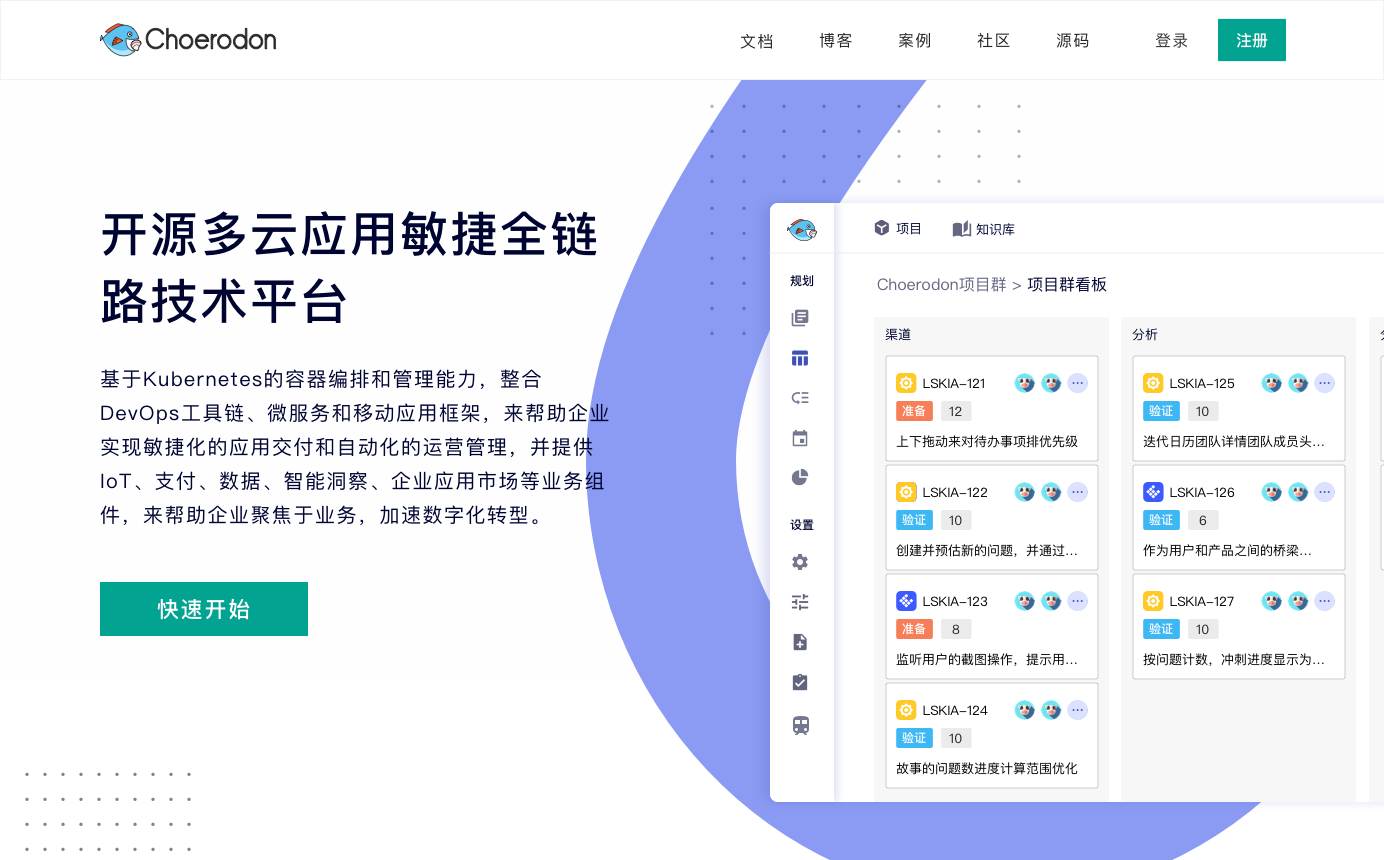 Choerodon
文档 博客 案例 社区 源码 登录 注册
开源多云应用敏捷全链
路技术平台
基于Kubernetes的容器编排和管理能力，整合
DevOps工具链、微服务和移动应用框架，来帮助企业
实现敏捷化的应用交付和自动化的运营管理，并提供
IoT、支付、数据、智能洞察、企业应用市场等业务组
件，来帮助企业聚焦于业务，加速数字化转型。
快速开始
项目 知识库
规划
设置
Choerodon项目群 > 项目群看板
渠道
LSKIA-121
准备 12
上下拖动来对待办事项排优先级
LSKIA-122
验证 10
创建并预估新的问题，并通过...
LSKIA-123
准备 8
监听用户的截图操作，提示用...
LSKIA-124
验证 10
故事的问题数进度计算范围优化
分析
LSKIA-125
验证 10
迭代日历团队详情团队成员头...
LSKIA-126
验证 6
作为用户和产品之间的桥梁...
LSKIA-127
验证 10
按问题计数，冲刺进度显示为...